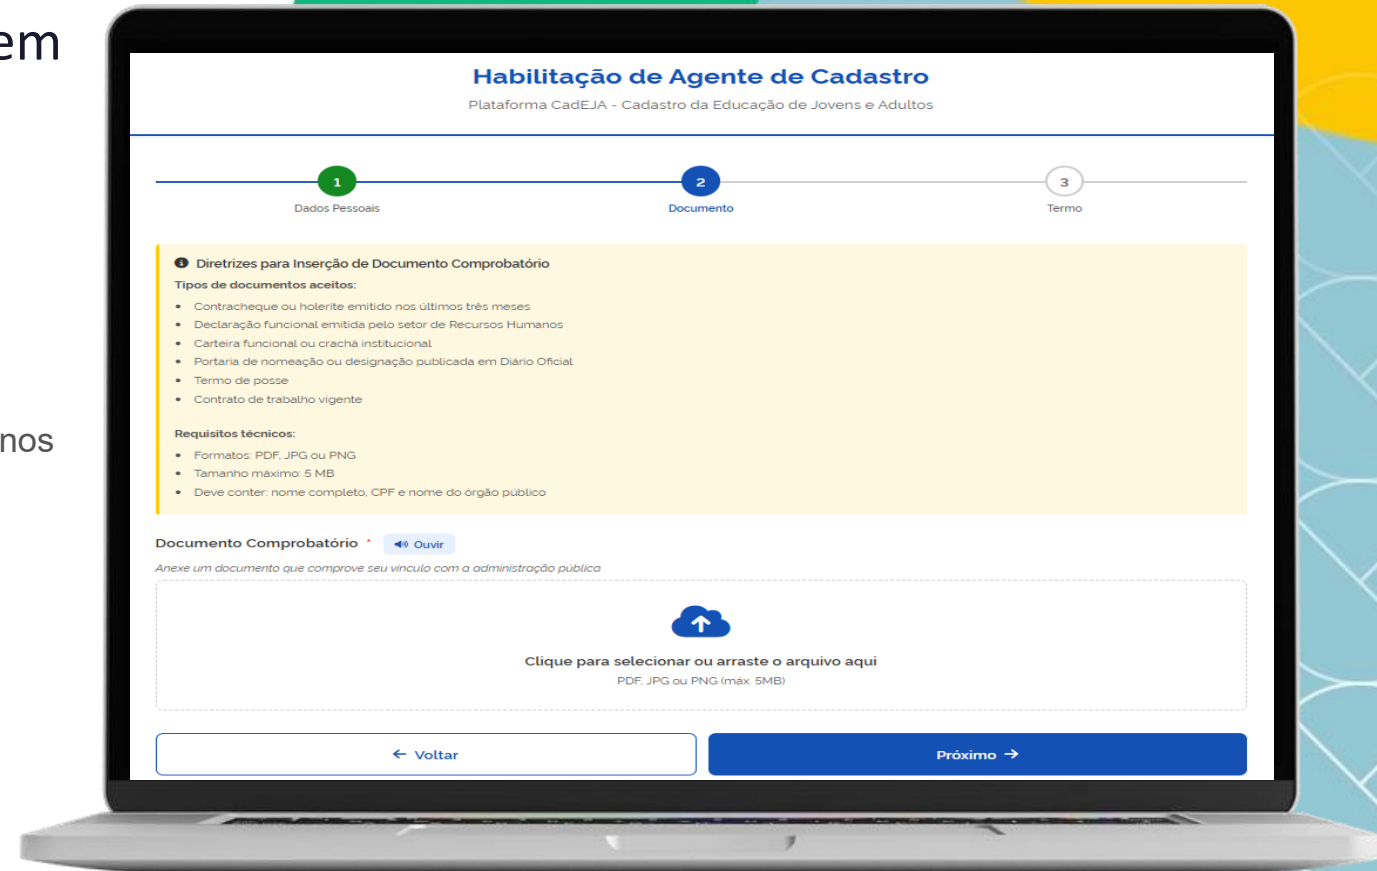 em
nos
Habilitação de Agente de Cadastro
Plataforma CadEJA - Cadastro da Educação de Jovens e Adultos
1
2
3
Dados Pessoais
Documento
Termo
Diretrizes para Inserção de Documento Comprobatório
Tipos de documentos aceitos:
• Contracheque ou holerite emitido nos últimos três meses
• Declaração funcional emitida pelo setor de Recursos Humanos
• Carteira funcional ou crachá institucional
• Portaria de nomeação ou designação publicada em Diário Oficial
• Termo de posse
• Contrato de trabalho vigente
Requisitos técnicos:
• Formatos: PDF, JPG ou PNG
• Tamanho máximo: 5 MB
• Deve conter: nome completo, CPF e nome do órgão público
Documento Comprobatório * Ouvir
Anexe um documento que comprove seu vínculo com a administração pública
Clique para selecionar ou arraste o arquivo aqui
PDF, JPG ou PNG (máx. 5MB)
← Voltar
Próximo →